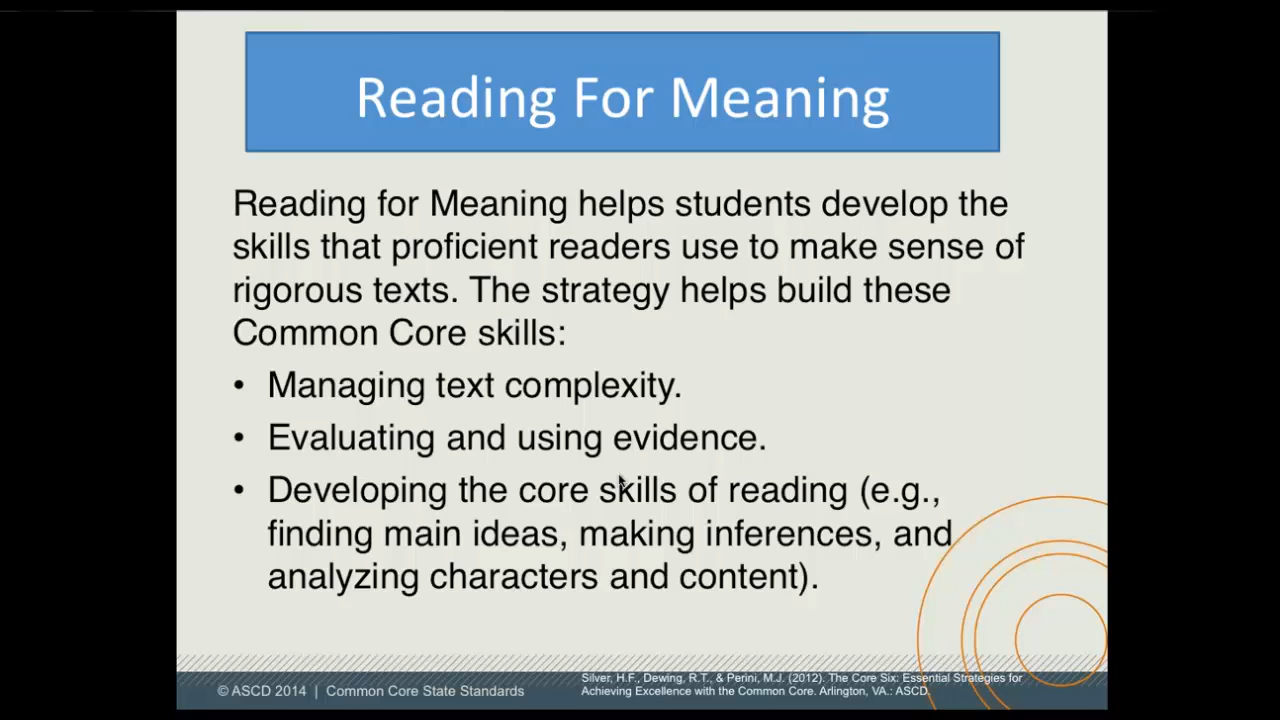 Reading For Meaning
Reading for Meaning helps students develop the
skills that proficient readers use to make sense of
rigorous texts. The strategy helps build these
Common Core skills:
• Managing text complexity.
• Evaluating and using evidence.
• Developing the core skills of reading (e.g.,
finding main ideas, making inferences, and
analyzing characters and content).
© ASCD 2014 | Common Core State Standards
Silver, H.F., Dewing, R.T., & Perini, M.J. (2012). The Core Six: Essential Strategies for
Achieving Excellence with the Common Core. Arlington, VA.: ASCD.